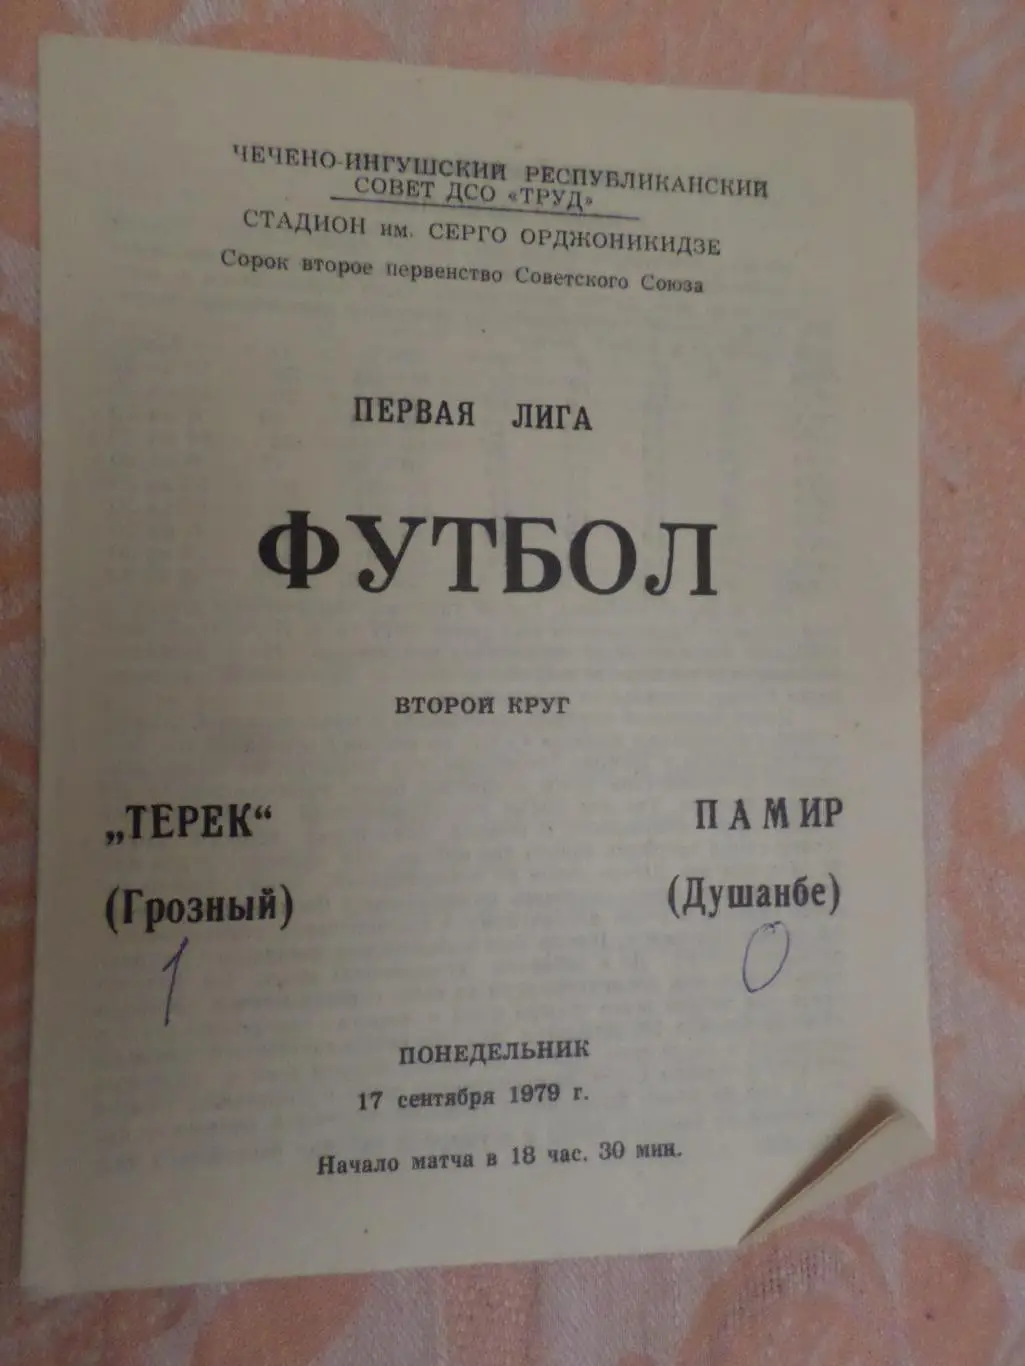 ЧЕЧЕНО-ИНГУШСКИЙ РЕСПУБЛИКАНСКИЙ
СОВЕТ ДСО «ТРУД»
СТАДИОН им. СЕРГО ОРДЖОНИКИДЗЕ
Сорок второе первенство Советского Союза
ПЕРВАЯ ЛИГА
ФУТБОЛ
ВТОРОЙ КРУГ
„ТЕРЕК“ ПАМИР
(Грозный) (Душанбе)
1 0
ПОНЕДЕЛЬНИК
17 сентября 1979 г.
Начало матча в 18 час. 30 мин.